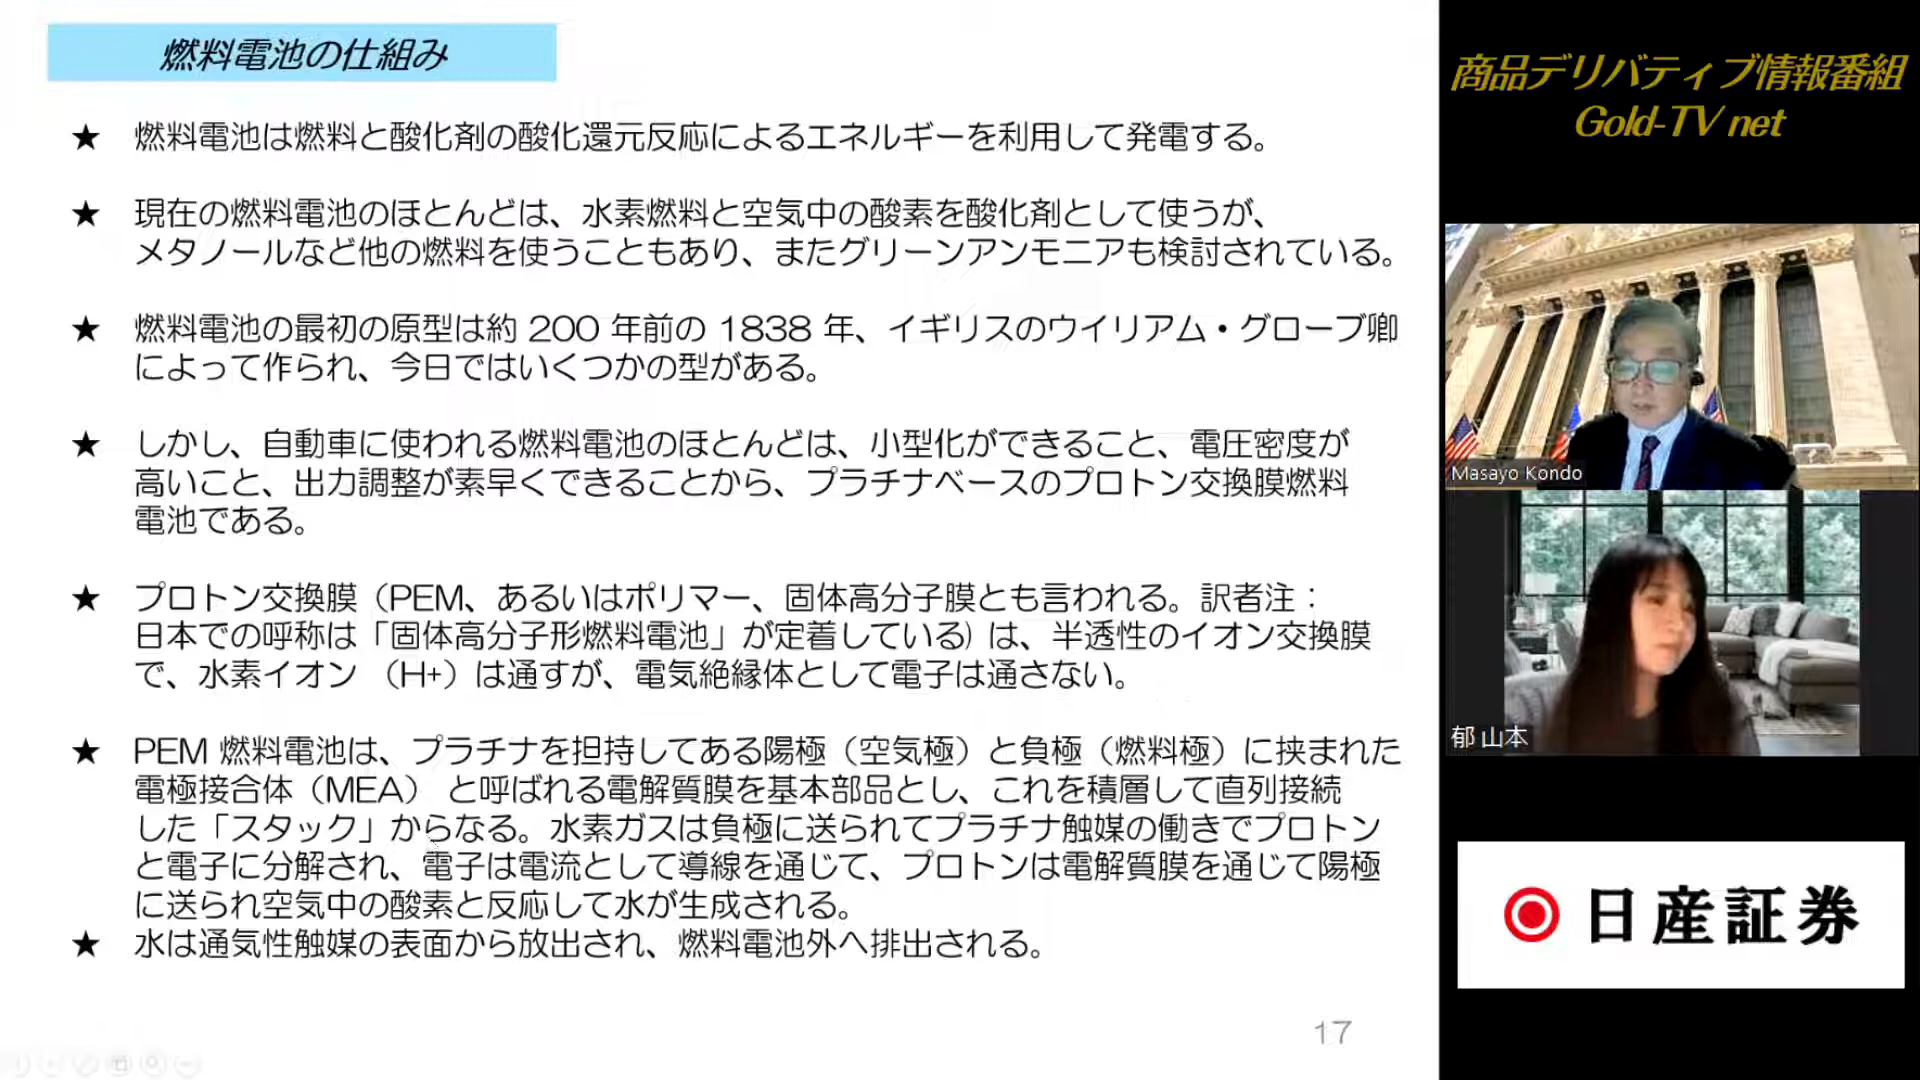 燃料電池の仕組み
★ 燃料電池は燃料と酸化剤の酸化還元反応によるエネルギーを利用して発電する。
★ 現在の燃料電池のほとんどは、水素燃料と空気中の酸素を酸化剤として使うが、
メタノールなど他の燃料を使うこともあり、またグリーンアンモニアも検討されている。
★ 燃料電池の最初の原型は約 200 年前の 1838 年、イギリスのウイリアム・グローブ卿
によって作られ、今日ではいくつかの型がある。
★ しかし、自動車に使われる燃料電池のほとんどは、小型化ができること、電圧密度が
高いこと、出力調整が素早くできることから、プラチナベースのプロトン交換膜燃料
電池である。
★ プロトン交換膜（PEM、あるいはポリマー、固体高分子膜とも言われる。訳者注：
日本での呼称は「固体高分子形燃料電池」が定着している) は、半透性のイオン交換膜
で、水素イオン （H+）は通すが、電気絶縁体として電子は通さない。
★ PEM 燃料電池は、プラチナを担持してある陽極（空気極）と負極（燃料極）に挟まれた
電極接合体（MEA） と呼ばれる電解質膜を基本部品とし、これを積層して直列接続
した「スタック」からなる。水素ガスは負極に送られてプラチナ触媒の働きでプロトン
と電子に分解され、電子は電流として導線を通じて、プロトンは電解質膜を通じて陽極
に送られ空気中の酸素と反応して水が生成される。
★ 水は通気性触媒の表面から放出され、燃料電池外へ排出される。
17
商品デリバティブ情報番組
Gold-TV net
Masayo Kondo
郁 山本
日産証券